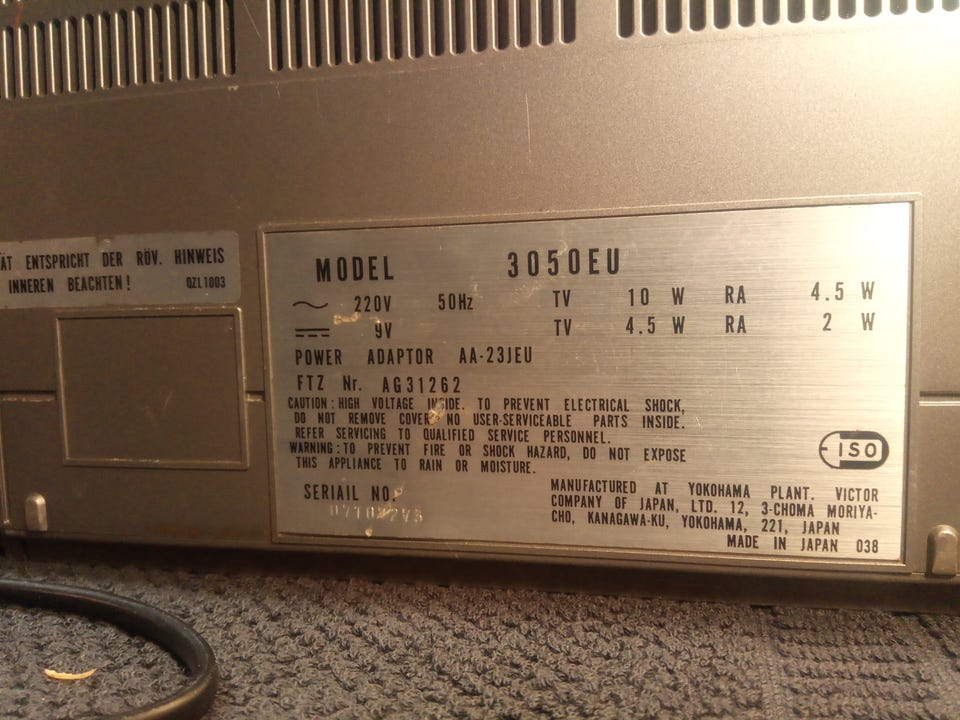 ÄT ENTSPRICHT DER RÖV. HINWEIS
INNEREN BEACHTEN! QZL1003
MODEL 3050EU
220V 50Hz TV 10 W RA 4.5 W
9V TV 4.5 W RA 2 W
POWER ADAPTOR AA-23JEU
FTZ Nr. AG31262
CAUTION: HIGH VOLTAGE INSIDE. TO PREVENT ELECTRICAL SHOCK,
DO NOT REMOVE COVER. NO USER-SERVICEABLE PARTS INSIDE.
REFER SERVICING TO QUALIFIED SERVICE PERSONNEL.
WARNING: TO PREVENT FIRE OR SHOCK HAZARD, DO NOT EXPOSE
THIS APPLIANCE TO RAIN OR MOISTURE.
ISO
SERIAIL NO.
MANUFACTURED AT YOKOHAMA PLANT. VICTOR
COMPANY OF JAPAN, LTD. 12, 3-CHOMA MORIYA-
CHO, KANAGAWA-KU, YOKOHAMA, 221, JAPAN
MADE IN JAPAN 038